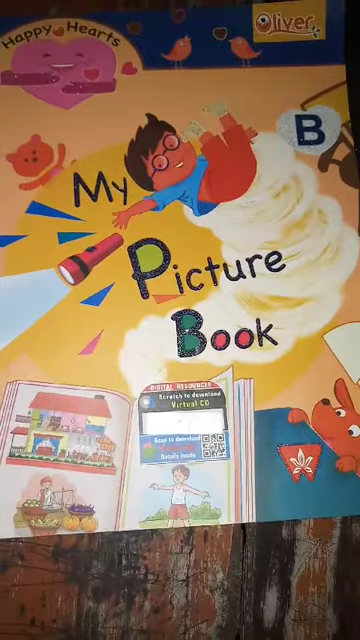 Happy Hearts
Oliver
B
My
Picture
Book
DIGITAL RESOURCES
Scratch to download
Virtual CD
Scan to download
Details inside